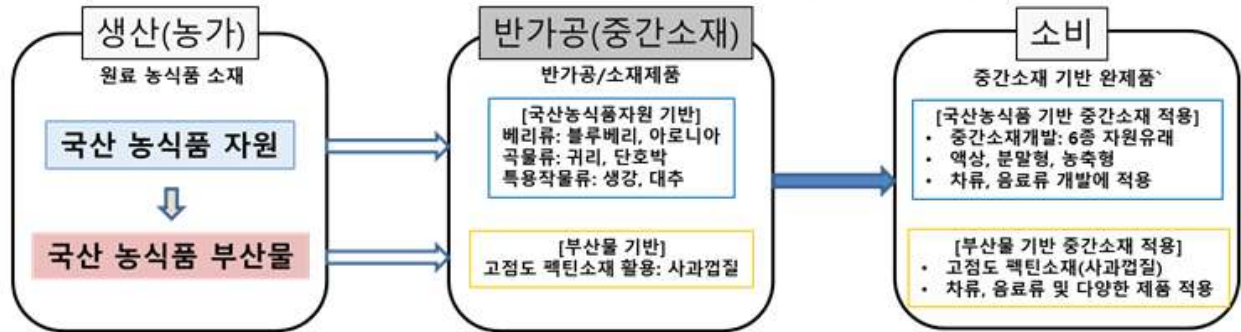 생산(농가)
원료 농식품 소재
국산 농식품 자원
국산 농식품 부산물
반가공(중간소재)
반가공/소재제품
[국산농식품자원 기반]
베리류: 블루베리, 아로니아
곡물류: 귀리, 단호박
특용작물류: 생강, 대추
[부산물 기반]
고점도 펙틴소재 활용: 사과껍질
소비
중간소재 기반 완제품`
[국산농식품 기반 중간소재 적용]
• 중간소재개발: 6종 자원유래
• 액상, 분말형, 농축형
• 차류, 음료류 개발에 적용
[부산물 기반 중간소재 적용]
• 고점도 펙틴소재(사과껍질)
• 차류, 음료류 및 다양한 제품 적용